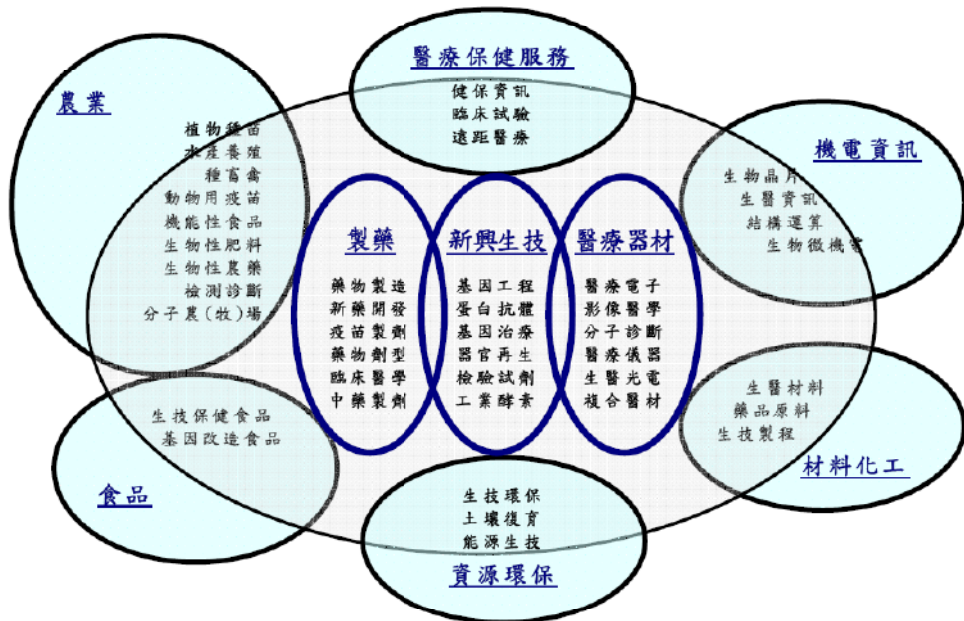 醫療保健服務
健保資訊
臨床試驗
遠距醫療
農業
植物種苗
水產養殖
種畜禽
動物用疫苗
機能性食品
生物性肥料
生物性農藥
檢測診斷
分子農(牧)場
機電資訊
生物晶片
生醫資訊
結構運算
生物微機電
製藥
藥物製造
新藥開發
疫苗製劑
藥物劑型
臨床醫學
中藥製劑
新興生技
基因工程
蛋白抗體
基因治療
器官再生
檢驗試劑
工業酵素
醫療器材
醫療電子
影像醫學
分子診斷
醫療儀器
生醫光電
複合醫材
生技保健食品
基因改造食品
食品
生技環保
土壤復育
能源生技
資源環保
生醫材料
藥品原料
生技製程
材料化工